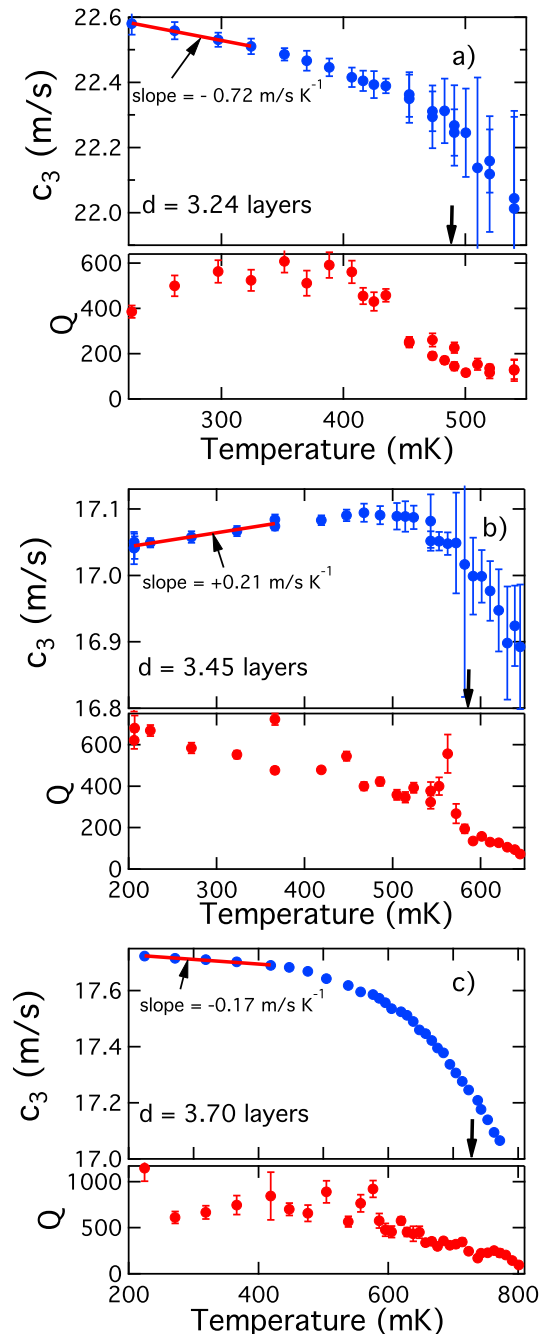 22.6
22.4
22.2
22.0
c3 (m/s)
a)
slope = - 0.72 m/s K-1
d = 3.24 layers
600
400
200
0
Q
300 400 500
Temperature (mK)
17.1
17.0
16.9
16.8
c3 (m/s)
b)
slope = +0.21 m/s K-1
d = 3.45 layers
600
400
200
0
Q
200 300 400 500 600
Temperature (mK)
17.6
17.4
17.2
17.0
c3 (m/s)
c)
slope = -0.17 m/s K-1
d = 3.70 layers
1000
500
0
Q
200 400 600 800
Temperature (mK)